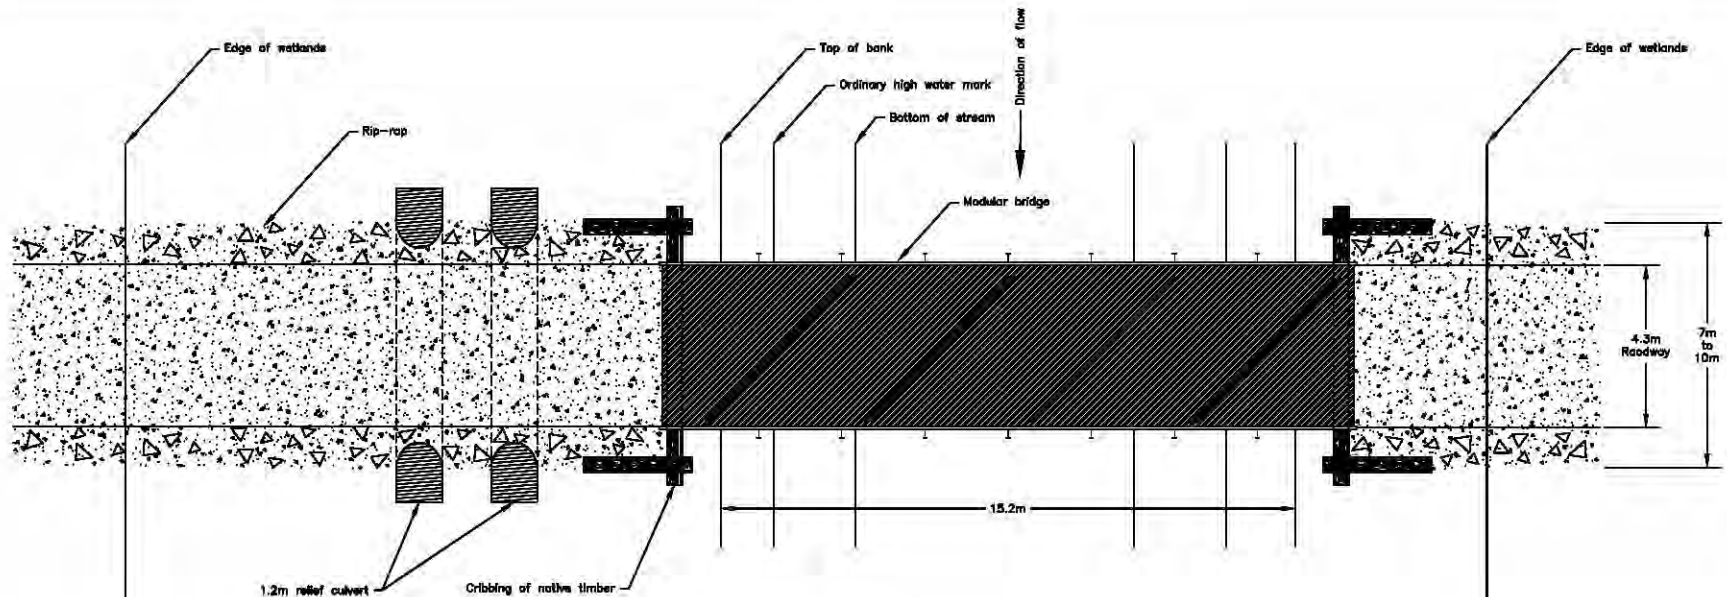 Edge of wetlands
Top of bank
Direction of flow
Edge of wetlands
Ordinary high water mark
Bottom of stream
Rip-rap
Modular bridge
4.3m
Roadway
7m
to
10m
15.2m
1.2m relief culvert
Cribbing of native timber